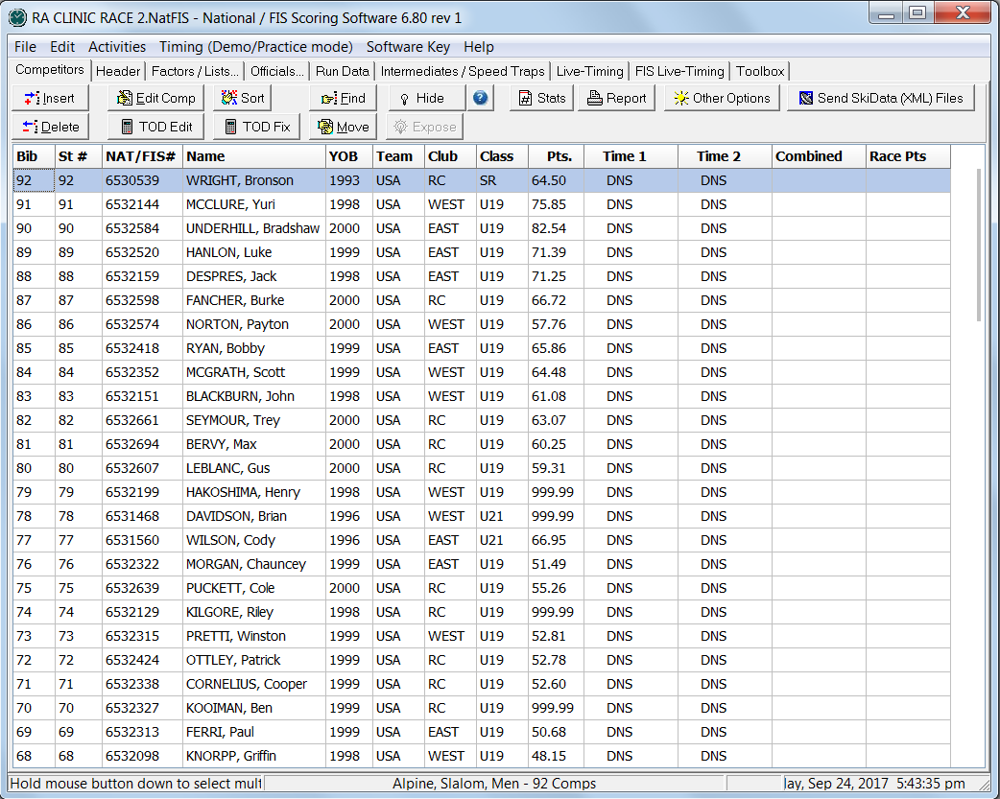 RA CLINIC RACE 2.NatFIS - National / FIS Scoring Software 6.80 rev 1
File Edit Activities Timing (Demo/Practice mode) Software Key Help
Competitors Header Factors / Lists... Officials... Run Data Intermediates / Speed Traps Live-Timing FIS Live-Timing Toolbox
Insert Edit Comp Sort Find Hide ? Stats Report Other Options Send SkiData (XML) Files
Delete TOD Edit TOD Fix Move Expose
Bib St # NAT/FIS# Name YOB Team Club Class Pts. Time 1 Time 2 Combined Race Pts
92 92 6530539 WRIGHT, Bronson 1993 USA RC SR 64.50 DNS DNS
91 91 6532144 MCCLURE, Yuri 1998 USA WEST U19 75.85 DNS DNS
90 90 6532584 UNDERHILL, Bradshaw 2000 USA EAST U19 82.54 DNS DNS
89 89 6532520 HANLON, Luke 1999 USA EAST U19 71.39 DNS DNS
88 88 6532159 DESPRES, Jack 1998 USA EAST U19 71.25 DNS DNS
87 87 6532598 FANCHER, Burke 2000 USA RC U19 66.72 DNS DNS
86 86 6532574 NORTON, Payton 2000 USA WEST U19 57.76 DNS DNS
85 85 6532418 RYAN, Bobby 1999 USA EAST U19 65.86 DNS DNS
84 84 6532352 MCGRATH, Scott 1999 USA WEST U19 64.48 DNS DNS
83 83 6532151 BLACKBURN, John 1998 USA WEST U19 61.08 DNS DNS
82 82 6532661 SEYMOUR, Trey 2000 USA RC U19 63.07 DNS DNS
81 81 6532694 BERVY, Max 2000 USA RC U19 60.25 DNS DNS
80 80 6532607 LEBLANC, Gus 2000 USA RC U19 59.31 DNS DNS
79 79 6532199 HAKOSHIMA, Henry 1998 USA WEST U19 999.99 DNS DNS
78 78 6531468 DAVIDSON, Brian 1996 USA WEST U21 999.99 DNS DNS
77 77 6531560 WILSON, Cody 1996 USA EAST U21 66.95 DNS DNS
76 76 6532322 MORGAN, Chauncey 1999 USA EAST U19 51.49 DNS DNS
75 75 6532639 PUCKETT, Cole 2000 USA RC U19 55.26 DNS DNS
74 74 6532129 KILGORE, Riley 1998 USA RC U19 999.99 DNS DNS
73 73 6532315 PRETTI, Winston 1999 USA WEST U19 52.81 DNS DNS
72 72 6532424 OTTLEY, Patrick 1999 USA RC U19 52.78 DNS DNS
71 71 6532338 CORNELIUS, Cooper 1999 USA RC U19 52.60 DNS DNS
70 70 6532327 KOOIMAN, Ben 1999 USA RC U19 999.99 DNS DNS
69 69 6532313 FERRI, Paul 1999 USA EAST U19 50.68 DNS DNS
68 68 6532098 KNORPP, Griffin 1998 USA WEST U19 48.15 DNS DNS
Hold mouse button down to select mult Alpine, Slalom, Men - 92 Comps lay, Sep 24, 2017 5:43:35 pm